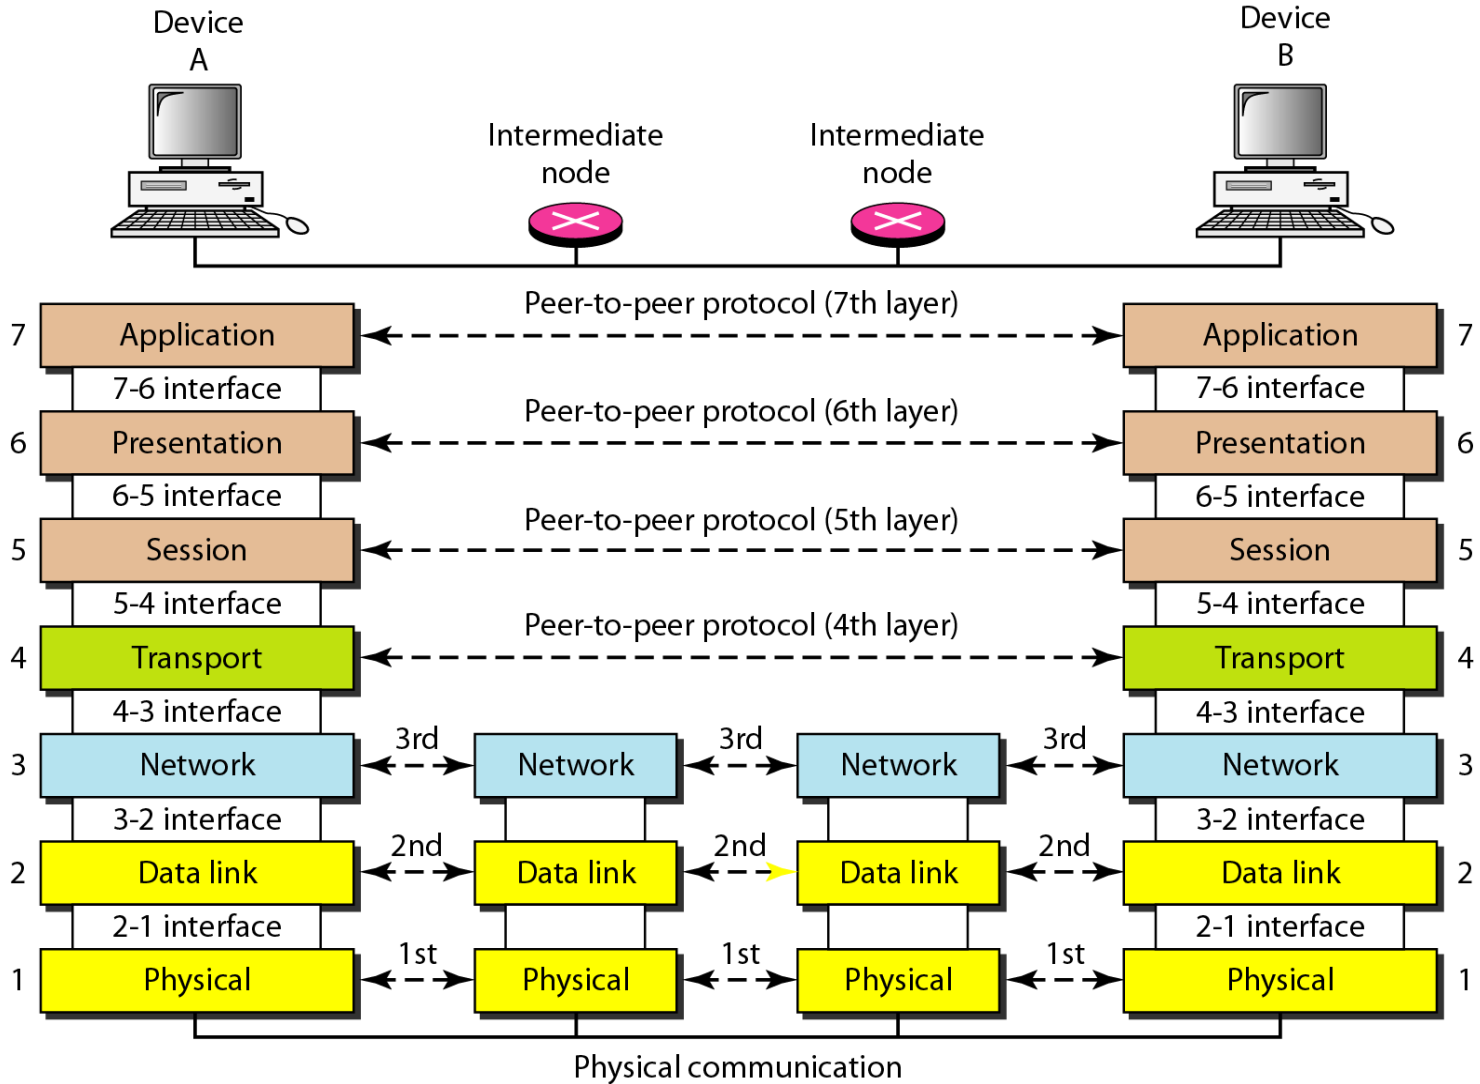 Device
A
Device
B
Intermediate
node
Intermediate
node
Peer-to-peer protocol (7th layer)
7 Application Application 7
7-6 interface 7-6 interface
Peer-to-peer protocol (6th layer)
6 Presentation Presentation 6
6-5 interface 6-5 interface
Peer-to-peer protocol (5th layer)
5 Session Session 5
5-4 interface 5-4 interface
Peer-to-peer protocol (4th layer)
4 Transport Transport 4
4-3 interface 4-3 interface
3rd 3rd 3rd
3 Network Network Network Network 3
3-2 interface 3-2 interface
2nd 2nd 2nd
2 Data link Data link Data link Data link 2
2-1 interface 2-1 interface
1st 1st 1st
1 Physical Physical Physical Physical 1
Physical communication